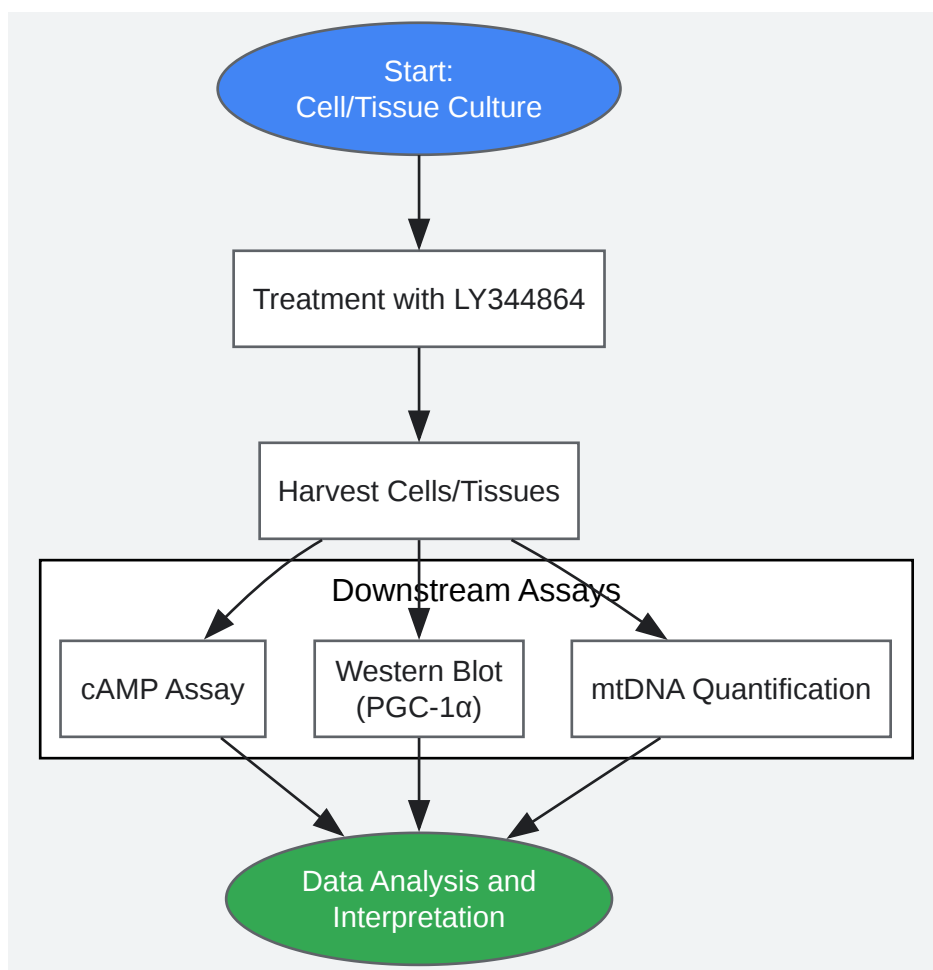 Start:
Cell/Tissue Culture
Treatment with LY344864
Harvest Cells/Tissues
Downstream Assays
cAMP Assay
Western Blot
(PGC-1α)
mtDNA Quantification
Data Analysis and
Interpretation